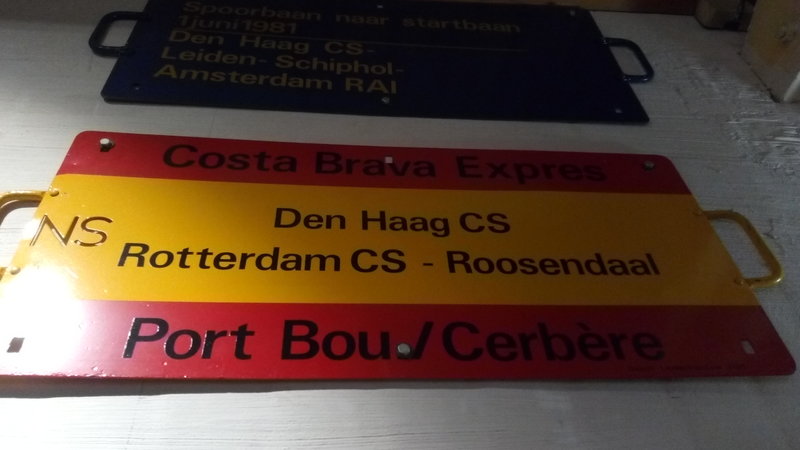 Spoorbaan naar startbaan
1 juni 1981
Den Haag CS-
Leiden- Schiphol-
Amsterdam RAI
Costa Brava Expres
NS
Den Haag CS
Rotterdam CS - Roosendaal
Port Bou/Cerbère